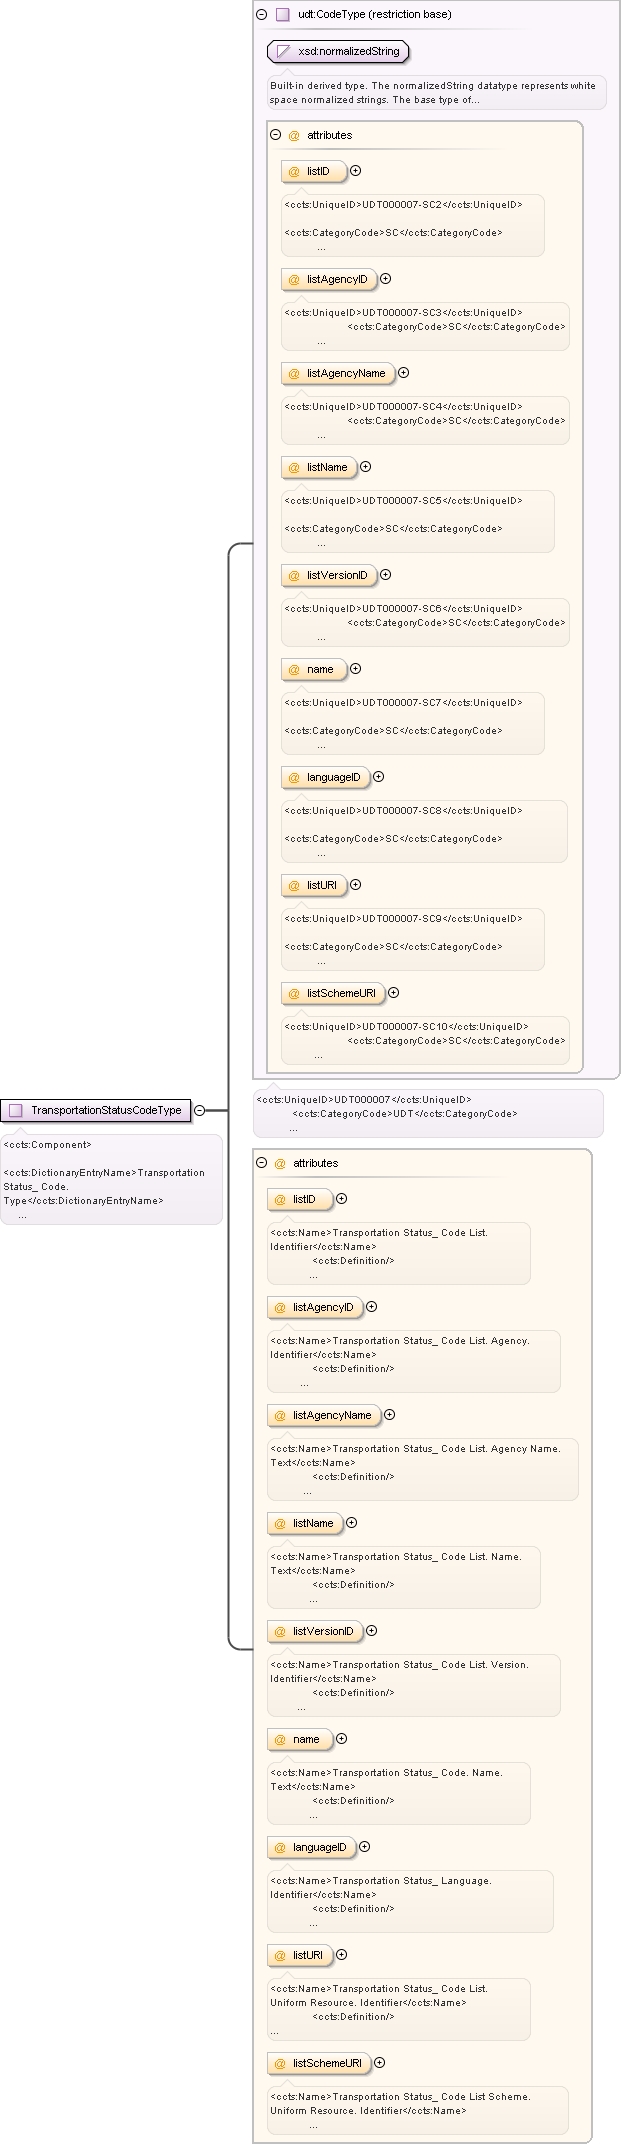 udt:CodeType (restriction base)
xsd:normalizedString
Built-in derived type. The normalizedString datatype represents white
space normalized strings. The base type of...
@ attributes
@ listID
<ccts:UniqueID>UDT000007-SC2</ccts:UniqueID>
<ccts:CategoryCode>SC</ccts:CategoryCode>
...
@ listAgencyID
<ccts:UniqueID>UDT000007-SC3</ccts:UniqueID>
<ccts:CategoryCode>SC</ccts:CategoryCode>
...
@ listAgencyName
<ccts:UniqueID>UDT000007-SC4</ccts:UniqueID>
<ccts:CategoryCode>SC</ccts:CategoryCode>
...
@ listName
<ccts:UniqueID>UDT000007-SC5</ccts:UniqueID>
<ccts:CategoryCode>SC</ccts:CategoryCode>
...
@ listVersionID
<ccts:UniqueID>UDT000007-SC6</ccts:UniqueID>
<ccts:CategoryCode>SC</ccts:CategoryCode>
...
@ name
<ccts:UniqueID>UDT000007-SC7</ccts:UniqueID>
<ccts:CategoryCode>SC</ccts:CategoryCode>
...
@ languageID
<ccts:UniqueID>UDT000007-SC8</ccts:UniqueID>
<ccts:CategoryCode>SC</ccts:CategoryCode>
...
@ listURI
<ccts:UniqueID>UDT000007-SC9</ccts:UniqueID>
<ccts:CategoryCode>SC</ccts:CategoryCode>
...
@ listSchemeURI
<ccts:UniqueID>UDT000007-SC10</ccts:UniqueID>
<ccts:CategoryCode>SC</ccts:CategoryCode>
...
<ccts:UniqueID>UDT000007</ccts:UniqueID>
<ccts:CategoryCode>UDT</ccts:CategoryCode>
...
TransportationStatusCodeType
<ccts:Component>
<ccts:DictionaryEntryName>Transportation
Status_ Code.
Type</ccts:DictionaryEntryName>
...
@ attributes
@ listID
<ccts:Name>Transportation Status_ Code List.
Identifier</ccts:Name>
<ccts:Definition/>
...
@ listAgencyID
<ccts:Name>Transportation Status_ Code List. Agency.
Identifier</ccts:Name>
<ccts:Definition/>
...
@ listAgencyName
<ccts:Name>Transportation Status_ Code List. Agency Name.
Text</ccts:Name>
<ccts:Definition/>
...
@ listName
<ccts:Name>Transportation Status_ Code List. Name.
Text</ccts:Name>
<ccts:Definition/>
...
@ listVersionID
<ccts:Name>Transportation Status_ Code List. Version.
Identifier</ccts:Name>
<ccts:Definition/>
...
@ name
<ccts:Name>Transportation Status_ Code. Name.
Text</ccts:Name>
<ccts:Definition/>
...
@ languageID
<ccts:Name>Transportation Status_ Language.
Identifier</ccts:Name>
<ccts:Definition/>
...
@ listURI
<ccts:Name>Transportation Status_ Code List.
Uniform Resource. Identifier</ccts:Name>
<ccts:Definition/>
...
@ listSchemeURI
<ccts:Name>Transportation Status_ Code List Scheme.
Uniform Resource. Identifier</ccts:Name>
...